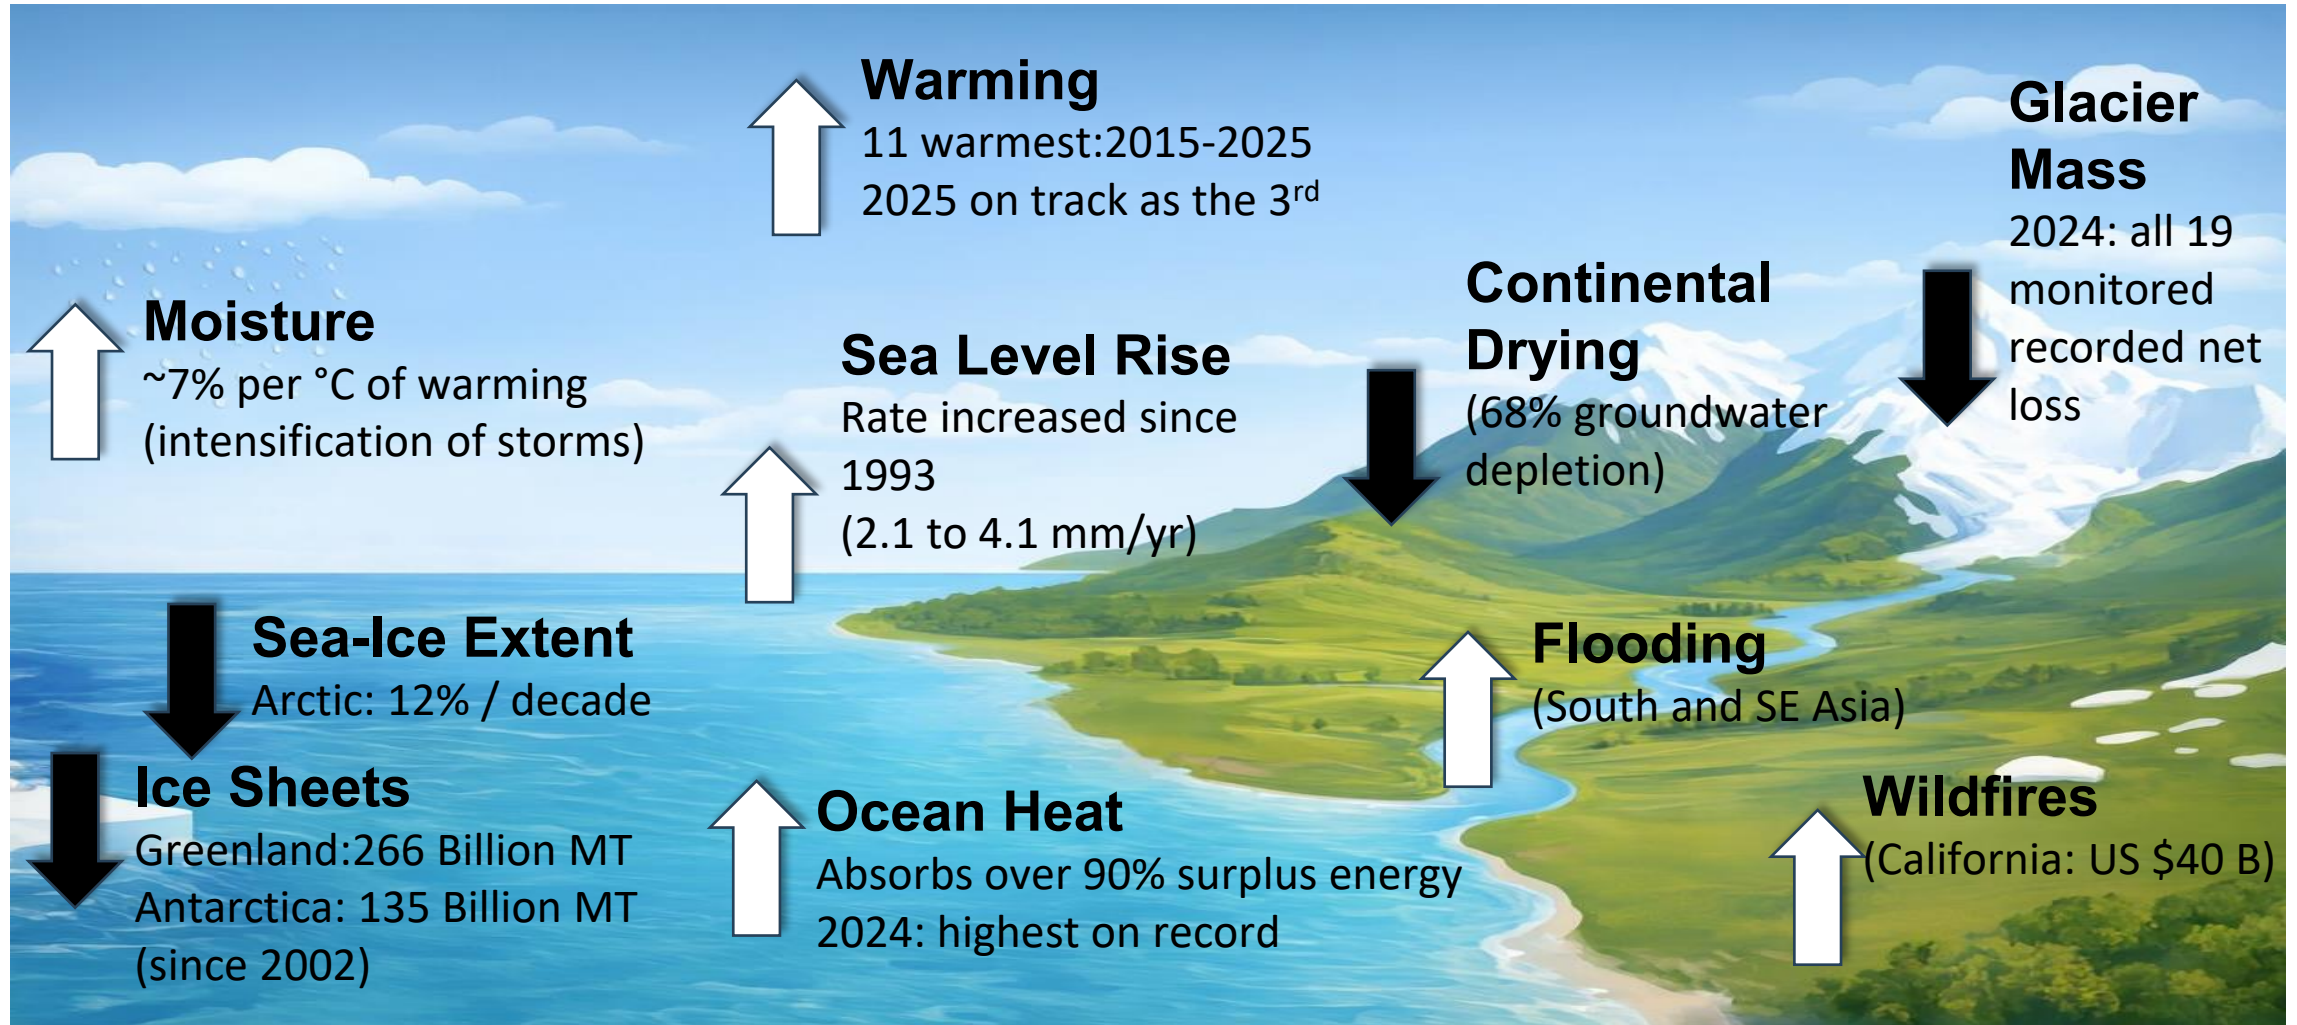 Warming
11 warmest:2015-2025
2025 on track as the 3rd
Glacier
Mass
2024: all 19
monitored
recorded net
loss
Moisture
~7% per °C of warming
(intensification of storms)
Sea Level Rise
Rate increased since
1993
(2.1 to 4.1 mm/yr)
Continental
Drying
(68% groundwater
depletion)
Sea-Ice Extent
Arctic: 12% / decade
Flooding
(South and SE Asia)
Ice Sheets
Greenland:266 Billion MT
Antarctica: 135 Billion MT
(since 2002)
Ocean Heat
Absorbs over 90% surplus energy
2024: highest on record
Wildfires
(California: US $40 B)